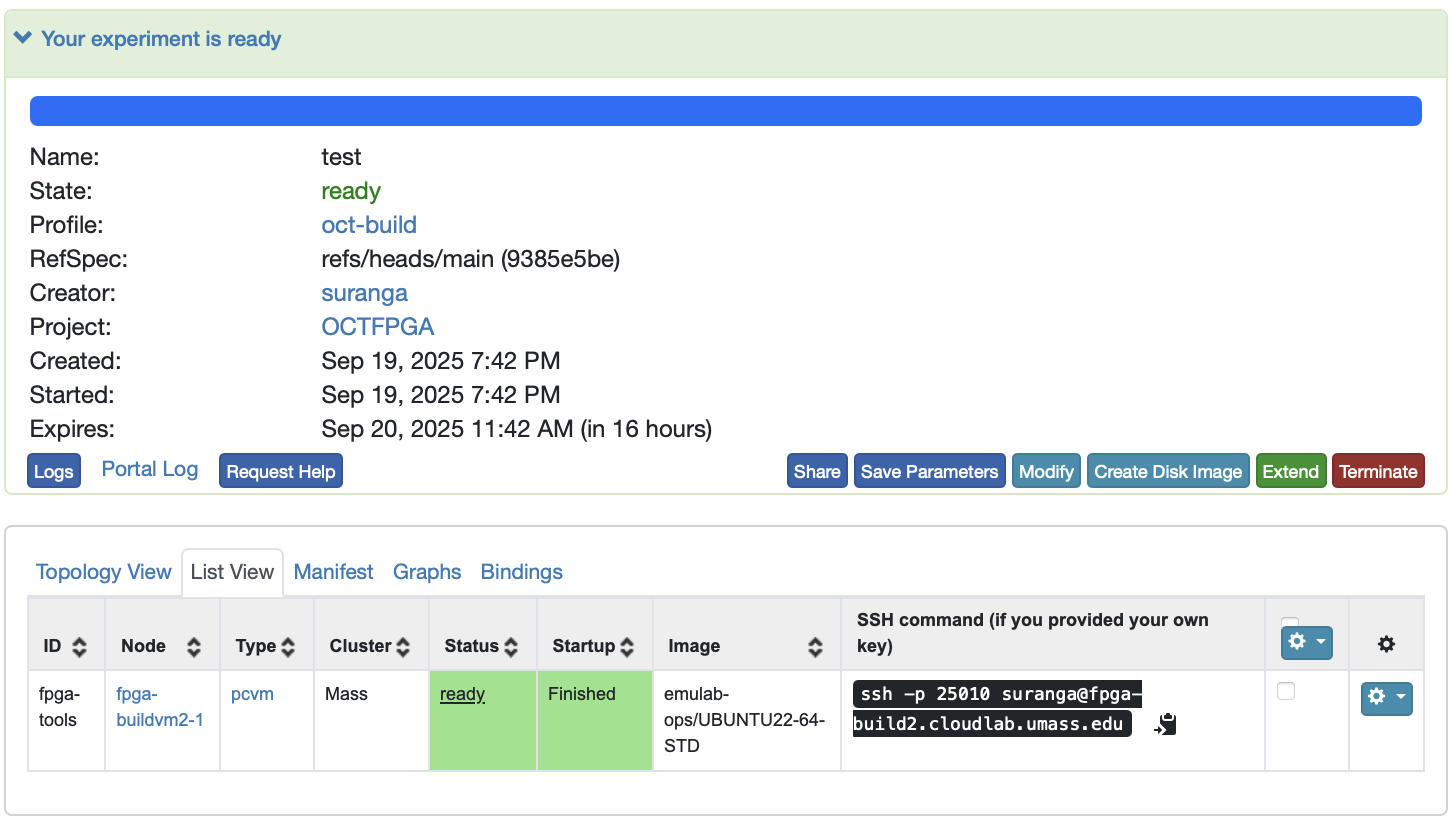 Your experiment is ready
Name: test
State: ready
Profile: oct-build
RefSpec: refs/heads/main (9385e5be)
Creator: suranga
Project: OCTFPGA
Created: Sep 19, 2025 7:42 PM
Started: Sep 19, 2025 7:42 PM
Expires: Sep 20, 2025 11:42 AM (in 16 hours)
Logs Portal Log Request Help Share Save Parameters Modify Create Disk Image Extend Terminate
Topology View List View Manifest Graphs Bindings
ID Node Type Cluster Status Startup Image SSH command (if you provided your own
key)
fpga-
tools
fpga-
buildvm2-1
pcvm
Mass
ready
Finished
emulab-
ops/UBUNTU22-64-
STD
ssh -p 25010 suranga@fpga-
build2.cloudlab.umass.edu